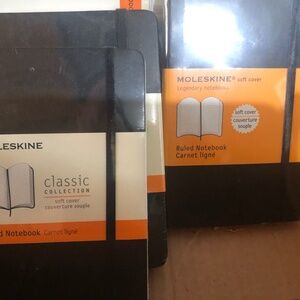 MOLESKINE® soft cover
Legendary notebooks
soft cover
couverture
souple
Ruled Notebook
Carnet ligné
LESKINE
classic
COLLECTION
soft cover
couverture souple
d Notebook Carnet ligné